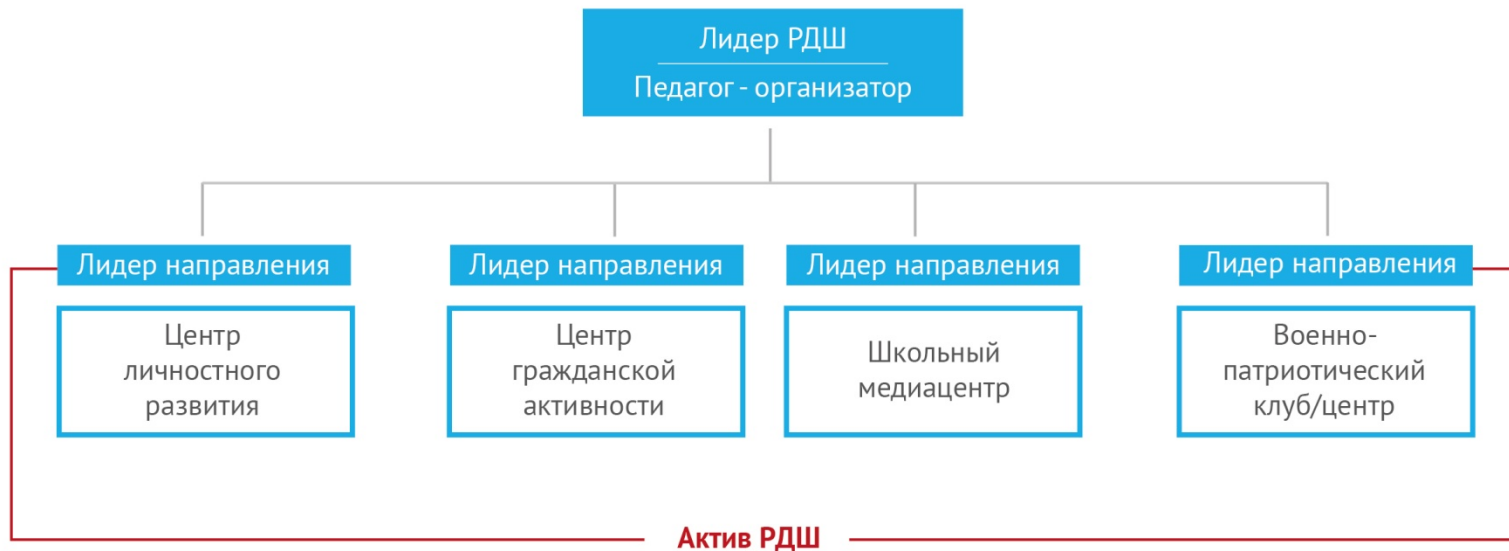 Лидер РДШ
Педагог - организатор
Лидер направления
Лидер направления
Лидер направления
Лидер направления
Центр
личностного
развития
Центр
гражданской
активности
Школьный
медиацентр
Военно-
патриотический
клуб/центр
Актив РДШ